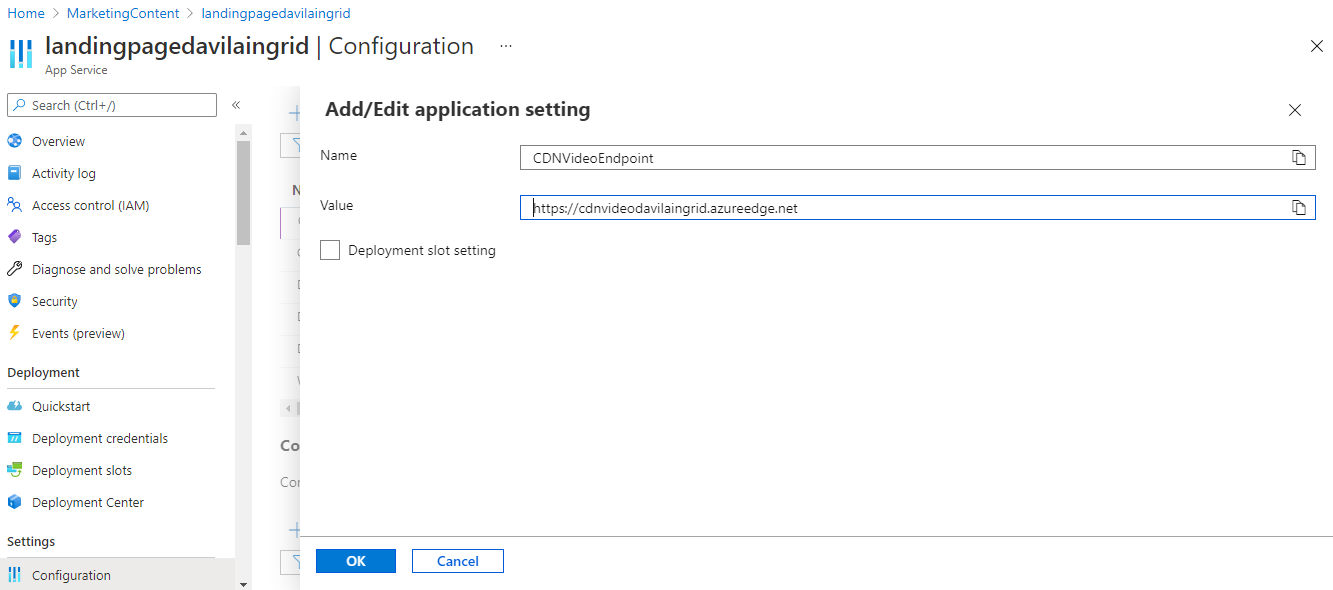 Home > MarketingContent > landingpagedavilaingrid
landingpagedavilaingrid | Configuration ...
App Service
Search (Ctrl+/)
Overview
Activity log
Access control (IAM)
Tags
Diagnose and solve problems
Security
Events (preview)
Deployment
Quickstart
Deployment credentials
Deployment slots
Deployment Center
Settings
Configuration
N
Co
Con
Add/Edit application setting
Name
CDNVideoEndpoint
Value
https://cdnvideodavilaingrid.azureedge.net
Deployment slot setting
OK
Cancel